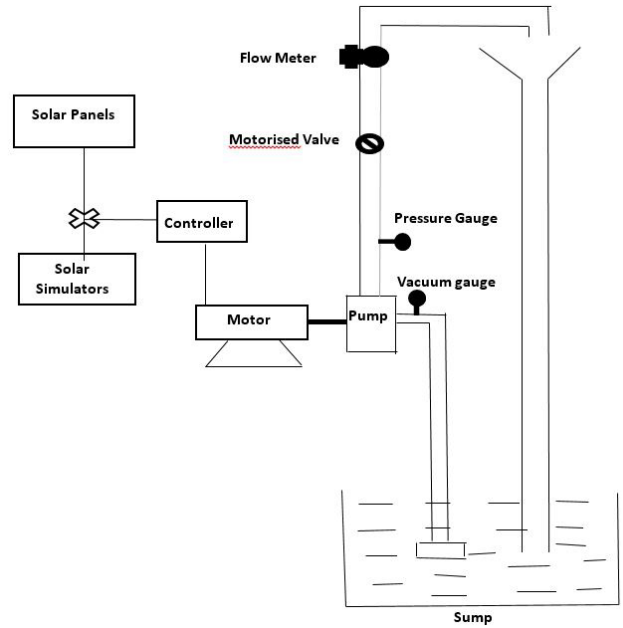 Flow Meter
Solar Panels
Motorised Valve
Controller
Pressure Gauge
Solar
Simulators
Vacuum gauge
Motor
Pump
Sump